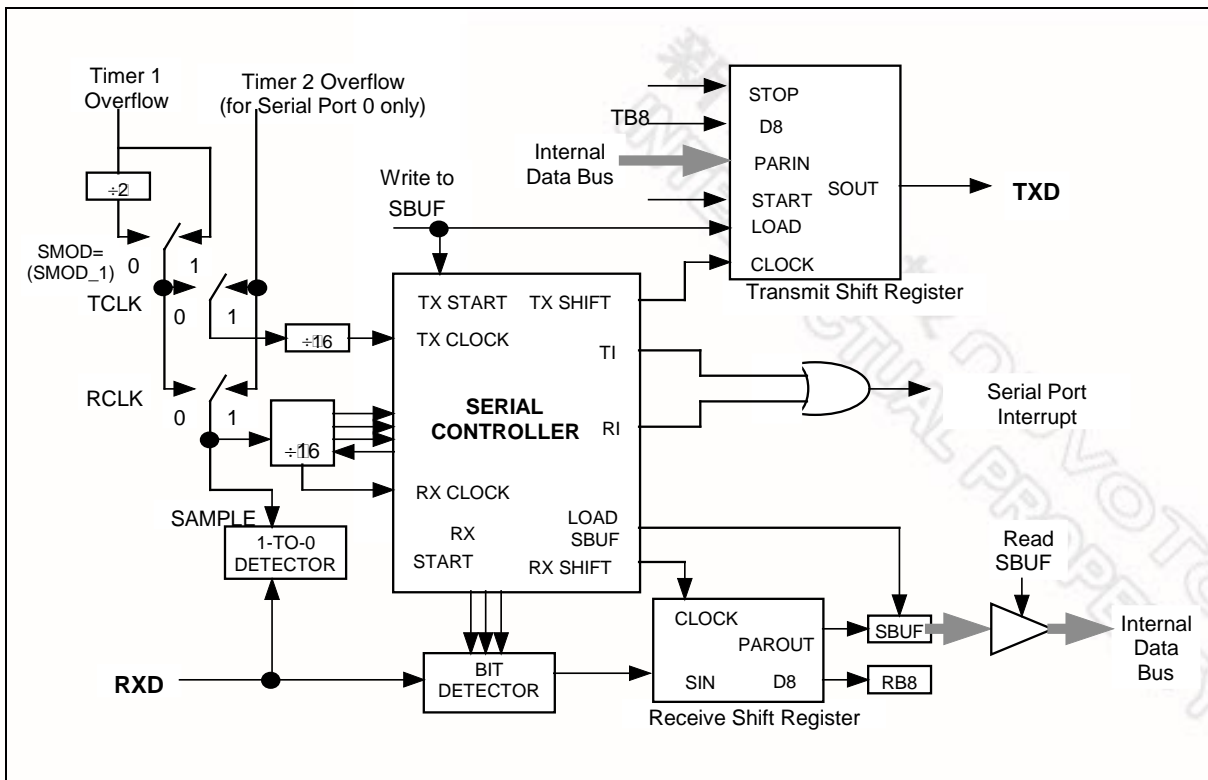 Timer 1
Overflow
Timer 2 Overflow
(for Serial Port 0 only)
÷2
SMOD=
(SMOD_1)
0
1
TCLK
0
1
÷16
RCLK
0
1
÷16
SAMPLE
1-TO-0
DETECTOR
RXD
Write to
SBUF
TX START
TX SHIFT
TX CLOCK
TI
SERIAL
CONTROLLER
RI
RX CLOCK
LOAD
SBUF
RX
START
RX SHIFT
BIT
DETECTOR
TB8
Internal
Data Bus
STOP
D8
PARIN
START
SOUT
LOAD
CLOCK
Transmit Shift Register
TXD
Serial Port
Interrupt
CLOCK
PAROUT
SIN
D8
Receive Shift Register
SBUF
RB8
Read
SBUF
Internal
Data
Bus